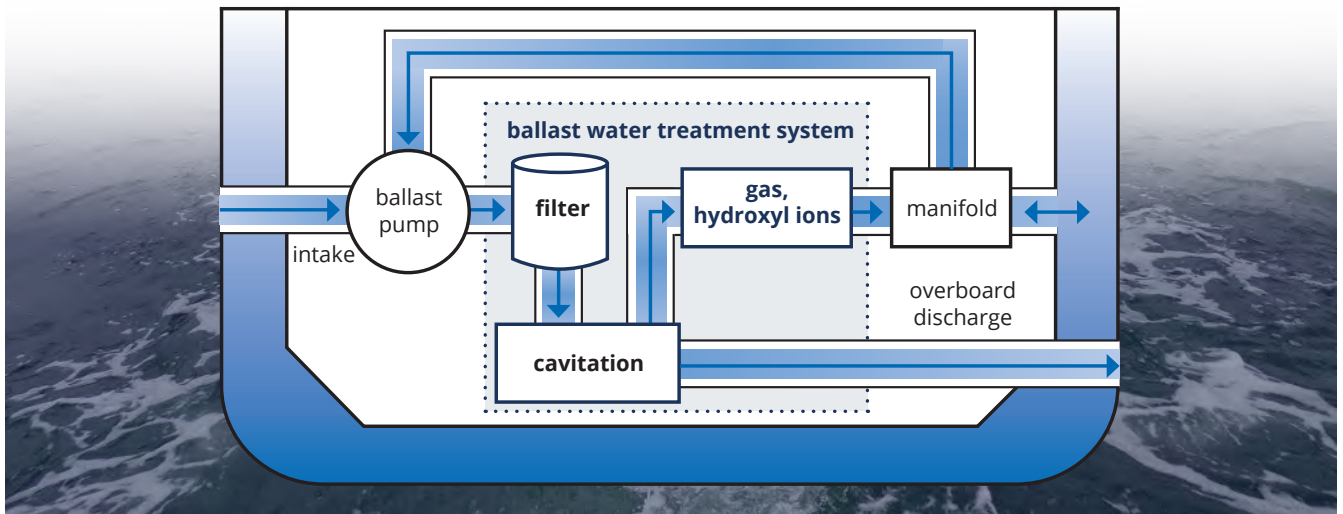 ballast water treatment system
ballast
pump
filter
gas,
hydroxyl ions
manifold
intake
overboard
discharge
cavitation